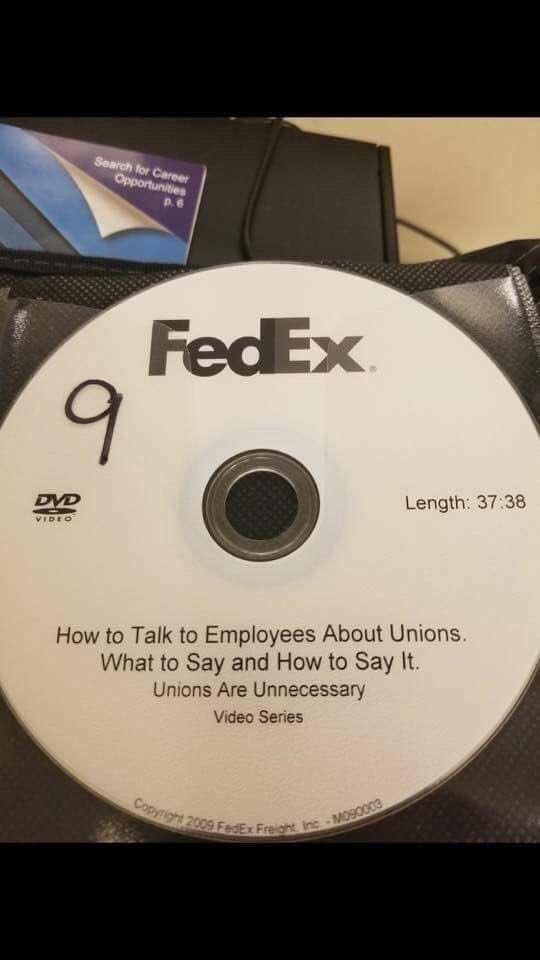 Search for Career
Opportunities
p. 6
FedEx®
9
DVD
VIDEO
Length: 37:38
How to Talk to Employees About Unions.
What to Say and How to Say It.
Unions Are Unnecessary
Video Series
Copyright 2009 FedEx Freight, Inc - M090003